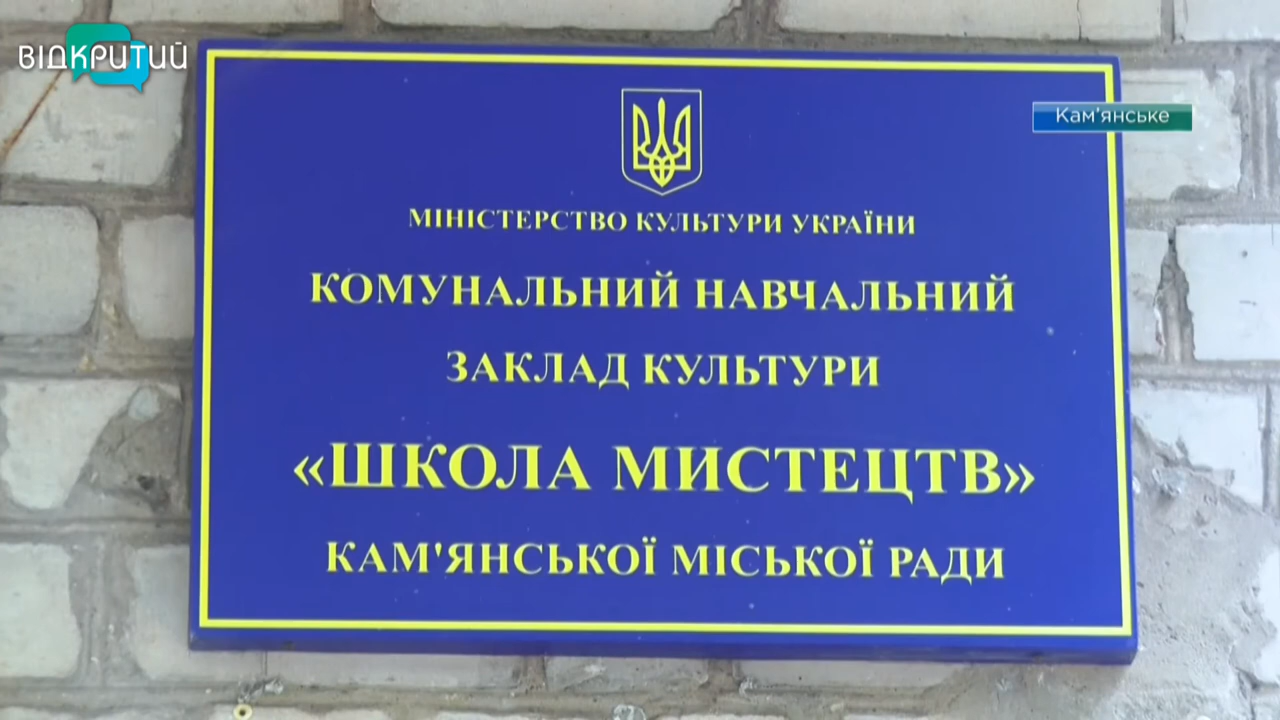 ВІДКРИТИЙ
Кам'янське
МІНІСТЕРСТВО КУЛЬТУРИ УКРАЇНИ
КОМУНАЛЬНИЙ НАВЧАЛЬНИЙ
ЗАКЛАД КУЛЬТУРИ
«ШКОЛА МИСТЕЦТВ»
КАМ'ЯНСЬКОЇ МІСЬКОЇ РАДИ